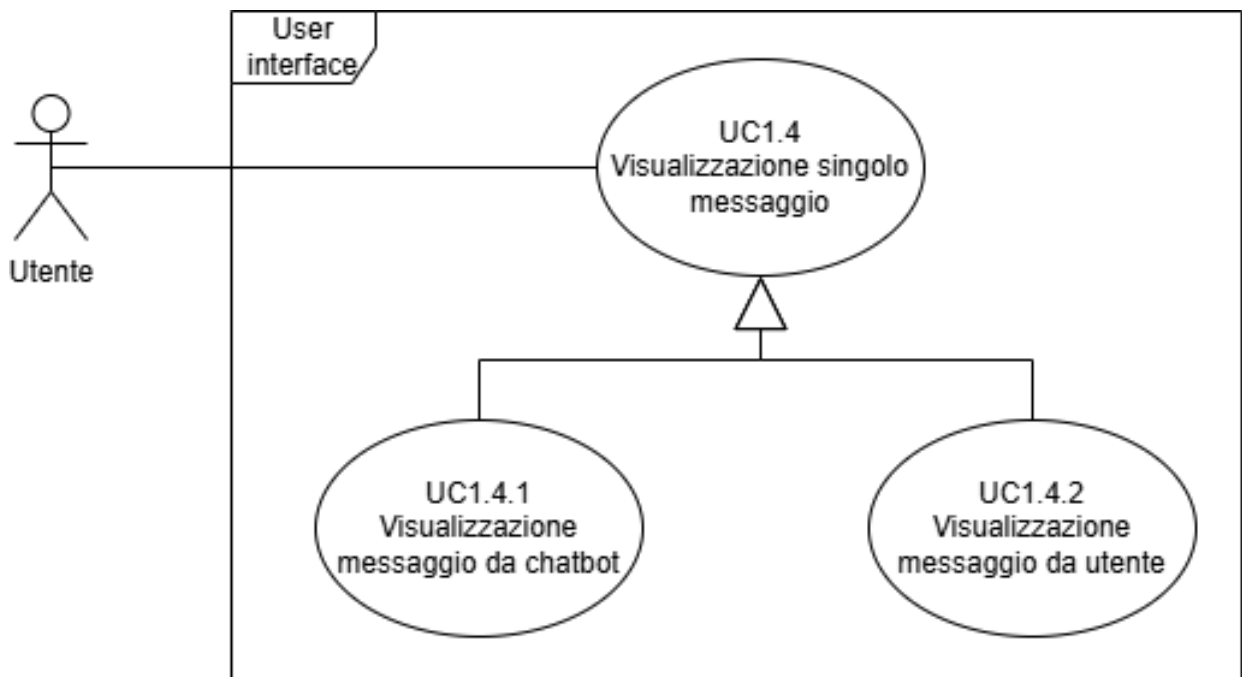 User
interface
UC1.4
Visualizzazione singolo
messaggio
Utente
UC1.4.1
Visualizzazione
messaggio da chatbot
UC1.4.2
Visualizzazione
messaggio da utente